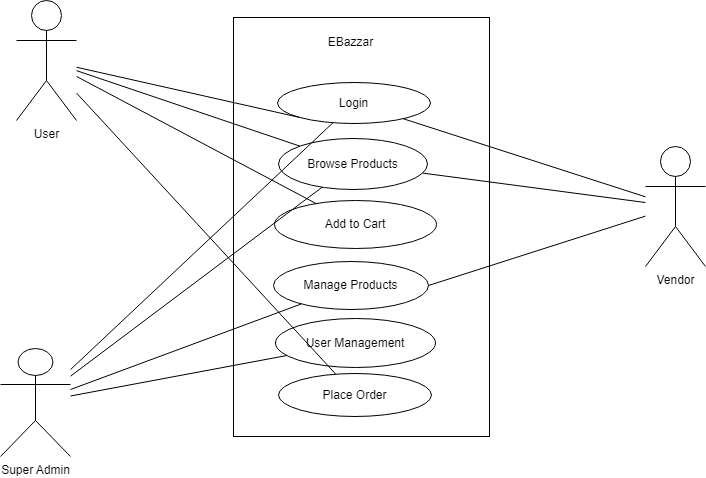 EBazzar
Login
User
Browse Products
Add to Cart
Vendor
Manage Products
User Management
Place Order
Super Admin